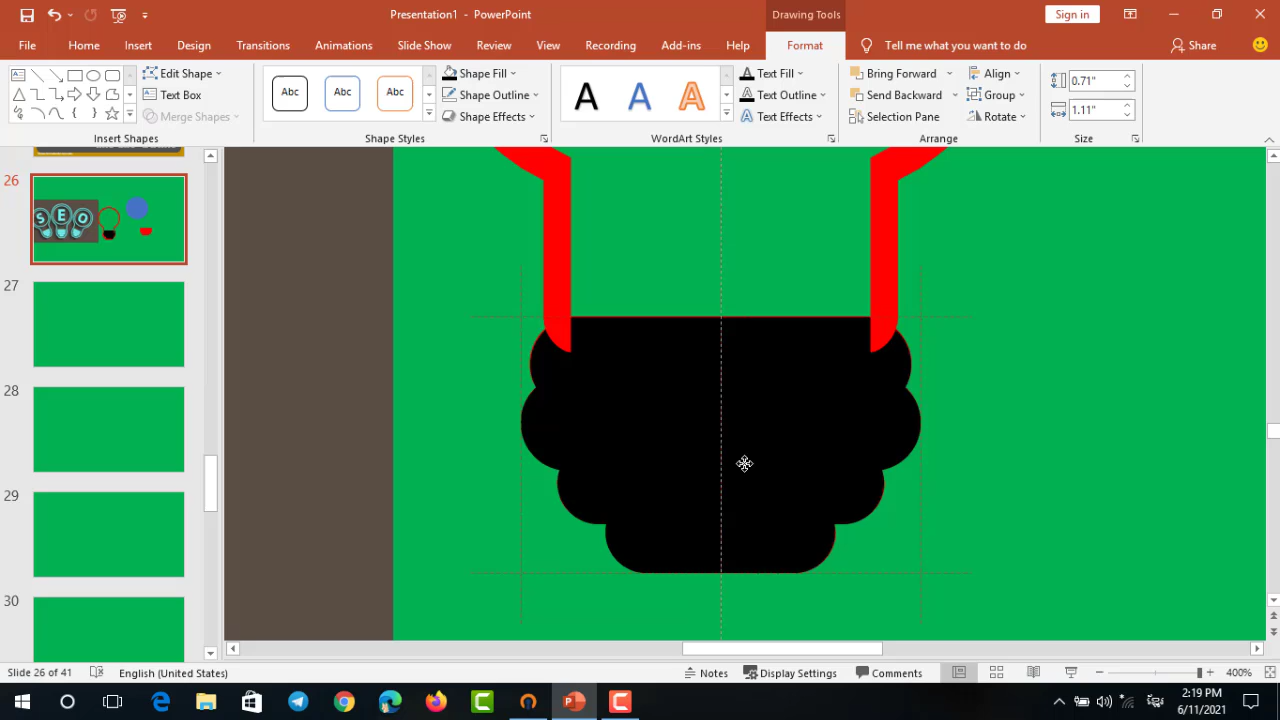 Presentation1 - PowerPoint
Drawing Tools
Sign in
File
Home
Insert
Design
Transitions
Animations
Slide Show
Review
View
Recording
Add-ins
Help
Format
Tell me what you want to do
Share
Edit Shape
Text Box
Merge Shapes
Insert Shapes
Abc
Abc
Abc
Shape Fill
Shape Outline
Shape Effects
Shape Styles
A
A
A
Text Fill
Text Outline
Text Effects
WordArt Styles
Bring Forward
Send Backward
Selection Pane
Align
Group
Rotate
Arrange
0.71"
1.11"
Size
26
S E O
27
28
29
30
Slide 26 of 41
English (United States)
Notes
Display Settings
Comments
400%
2:19 PM
6/11/2021